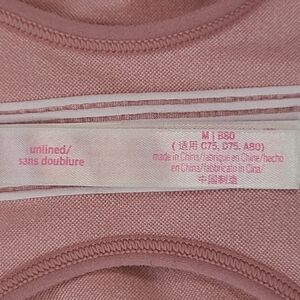 unlined/
sans doublure
M | B80
( 适用 C75, D75, A80)
made in China/fabriqué en Chine/hecho
en China/fabbricato in Cina/
中国制造